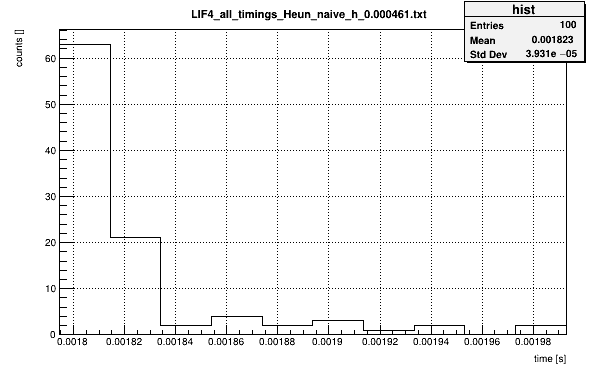 LIF4_all_timings_Heun_naive_h_0.000461.txt
hist
Entries 100
Mean 0.001823
Std Dev 3.931e −05
counts []
60
50
40
30
20
10
0
0.0018 0.00182 0.00184 0.00186 0.00188 0.0019 0.00192 0.00194 0.00196 0.00198
time [s]